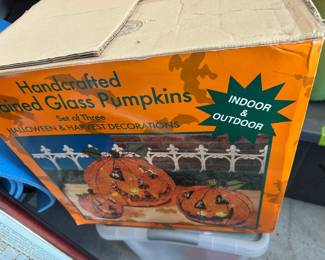 Handcrafted
ained Glass Pumpkins
Set of Three
HALLOWEEN & HARVEST DECORATIONS
INDOOR
&
OUTDOOR